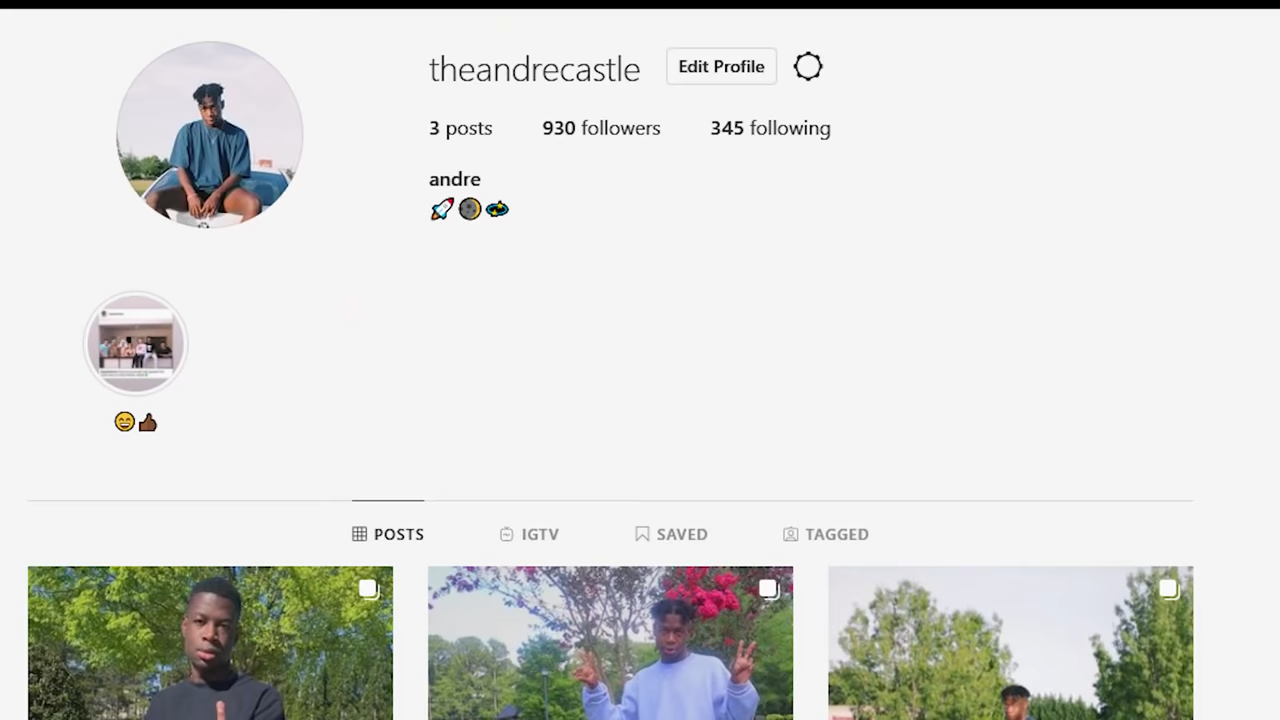 theandrecastle Edit Profile
3 posts 930 followers 345 following
andre
🚀🌒💫
😄👍🏾
POSTS IGTV SAVED TAGGED